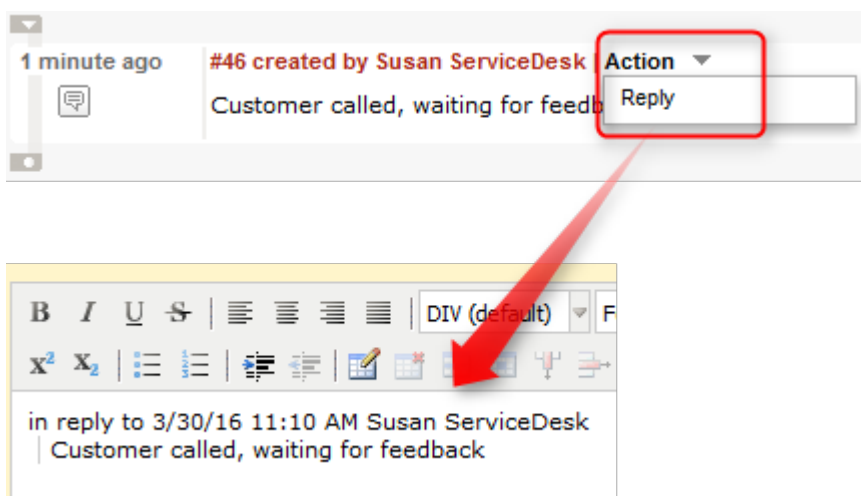 1 minute ago
#46 created by Susan ServiceDesk | Action
Customer called, waiting for feedb
Reply
B I U S DIV (default) F
X² X₂
in reply to 3/30/16 11:10 AM Susan ServiceDesk
Customer called, waiting for feedback